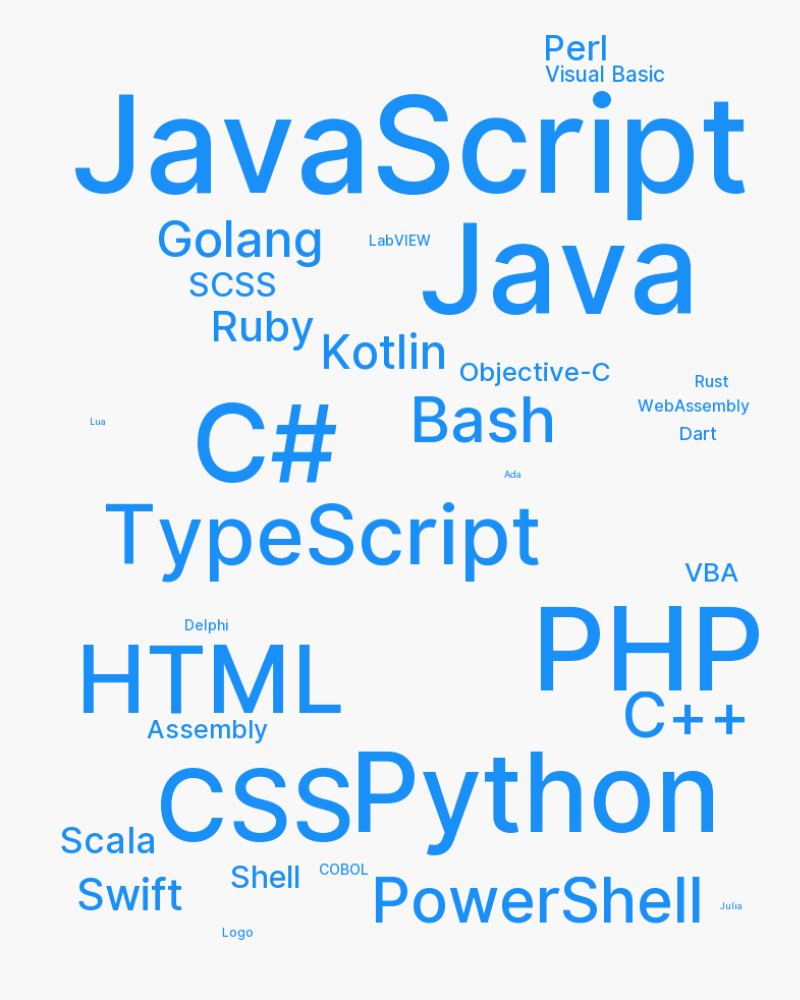 Perl
Visual Basic
JavaScript
Golang
LabVIEW
Java
SCSS
Ruby
Kotlin
Objective-C
Rust
WebAssembly
Bash
Lua
C#
Dart
Ada
TypeScript
VBA
Delphi
PHP
HTML
C++
Assembly
CSS
Python
Scala
Shell
COBOL
Swift
PowerShell
Julia
Logo